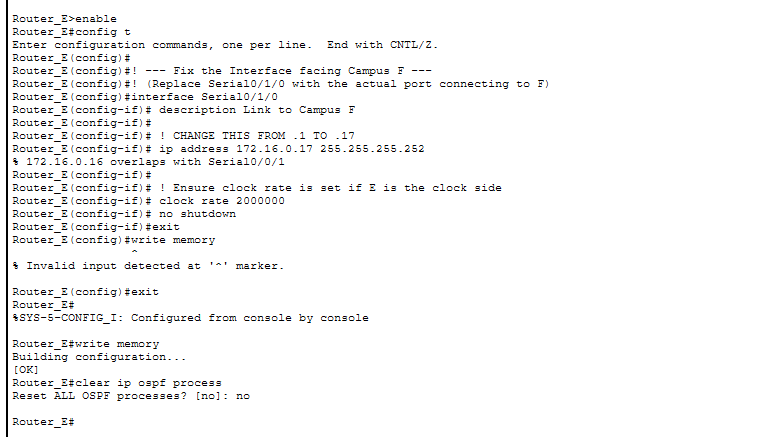 Router_E>enable
Router_E#config t
Enter configuration commands, one per line.  End with CNTL/Z.
Router_E(config)#
Router_E(config)#! --- Fix the Interface facing Campus F ---
Router_E(config)#! (Replace Serial0/1/0 with the actual port connecting to F)
Router_E(config)#interface Serial0/1/0
Router_E(config-if)# description Link to Campus F
Router_E(config-if)#
Router_E(config-if)# ! CHANGE THIS FROM .1 TO .17
Router_E(config-if)# ip address 172.16.0.17 255.255.255.252
% 172.16.0.16 overlaps with Serial0/0/1
Router_E(config-if)#
Router_E(config-if)# ! Ensure clock rate is set if E is the clock side
Router_E(config-if)# clock rate 2000000
Router_E(config-if)# no shutdown
Router_E(config-if)#exit
Router_E(config)#write memory
^
% Invalid input detected at '^' marker.
Router_E(config)#exit
Router_E#
%SYS-5-CONFIG_I: Configured from console by console
Router_E#write memory
Building configuration...
[OK]
Router_E#clear ip ospf process
Reset ALL OSPF processes? [no]: no
Router_E#